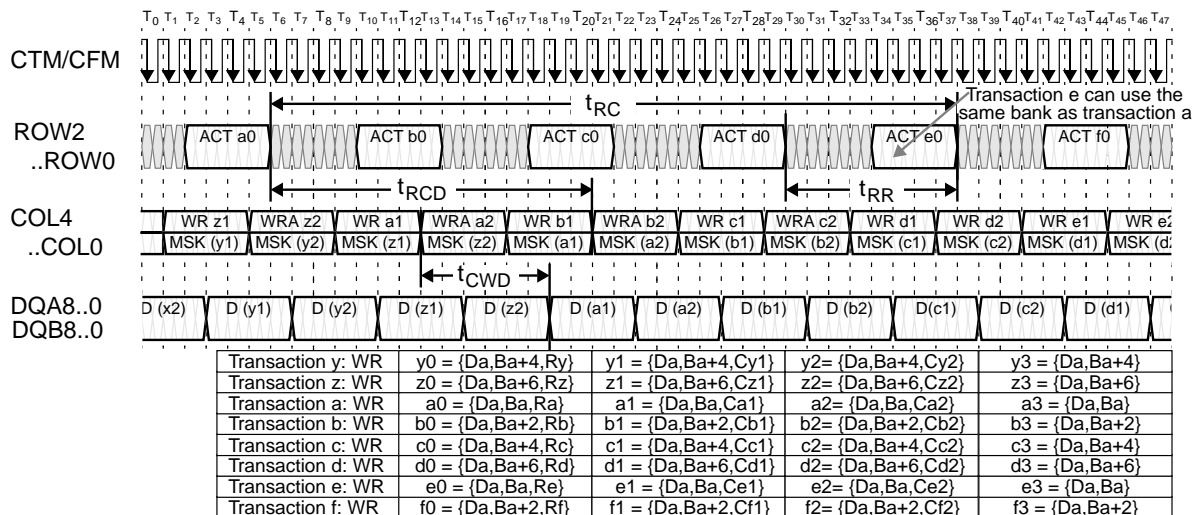 T0 T1 T2 T3 T4 T5 T6 T7 T8 T9 T10 T11 T12 T13 T14 T15 T16 T17 T18 T19 T20 T21 T22 T23 T24 T25 T26 T27 T28 T29 T30 T31 T32 T33 T34 T35 T36 T37 T38 T39 T40 T41 T42 T43 T44 T45 T46 T47
CTM/CFM
tRC
Transaction e can use the
same bank as transaction a
ROW2
..ROW0
ACT a0 ACT b0 ACT c0 ACT d0 ACT e0 ACT f0
tRCD tRR
COL4
..COL0
WR z1 WRA z2 WR a1 WRA a2 WR b1 WRA b2 WR c1 WRA c2 WR d1 WR d2 WR e1 WR e2
MSK (y1) MSK (y2) MSK (z1) MSK (z2) MSK (a1) MSK (a2) MSK (b1) MSK (b2) MSK (c1) MSK (c2) MSK (d1) MSK (d2
tCWD
DQA8..0
DQB8..0
D (x2) D (y1) D (y2) D (z1) D (z2) D (a1) D (a2) D (b1) D (b2) D(c1) D (c2) D (d1)
Transaction y: WR y0 = {Da,Ba+4,Ry} y1 = {Da,Ba+4,Cy1} y2= {Da,Ba+4,Cy2} y3 = {Da,Ba+4}
Transaction z: WR z0 = {Da,Ba+6,Rz} z1 = {Da,Ba+6,Cz1} z2= {Da,Ba+6,Cz2} z3 = {Da,Ba+6}
Transaction a: WR a0 = {Da,Ba,Ra} a1 = {Da,Ba,Ca1} a2= {Da,Ba,Ca2} a3 = {Da,Ba}
Transaction b: WR b0 = {Da,Ba+2,Rb} b1 = {Da,Ba+2,Cb1} b2= {Da,Ba+2,Cb2} b3 = {Da,Ba+2}
Transaction c: WR c0 = {Da,Ba+4,Rc} c1 = {Da,Ba+4,Cc1} c2= {Da,Ba+4,Cc2} c3 = {Da,Ba+4}
Transaction d: WR d0 = {Da,Ba+6,Rd} d1 = {Da,Ba+6,Cd1} d2= {Da,Ba+6,Cd2} d3 = {Da,Ba+6}
Transaction e: WR e0 = {Da,Ba,Re} e1 = {Da,Ba,Ce1} e2= {Da,Ba,Ce2} e3 = {Da,Ba}
Transaction f: WR f0 = {Da,Ba+2,Rf} f1 = {Da,Ba+2,Cf1} f2= {Da,Ba+2,Cf2} f3 = {Da,Ba+2}